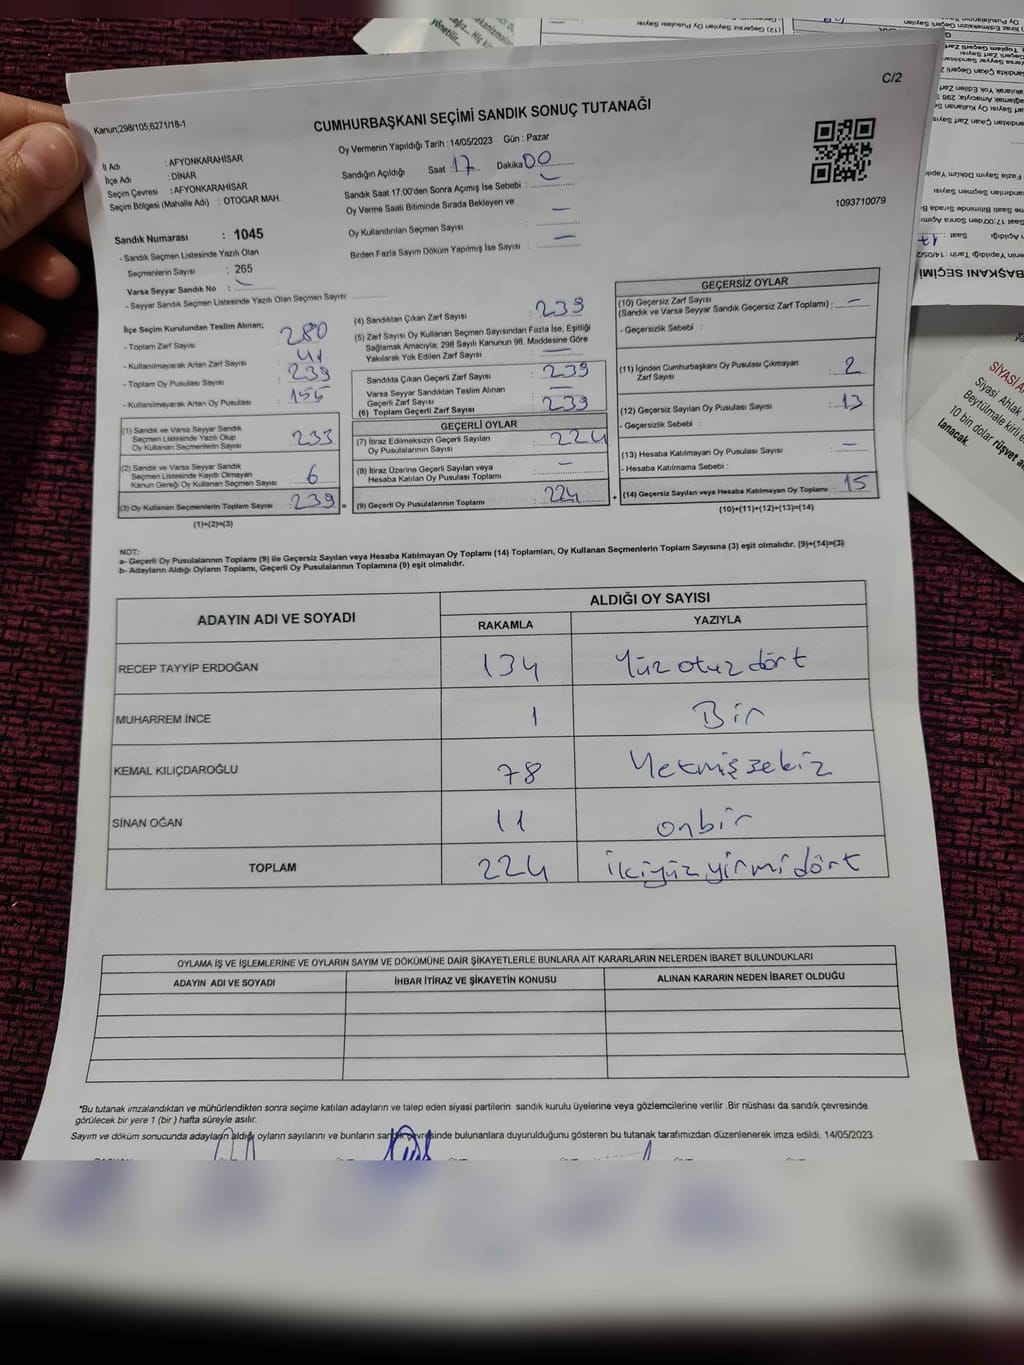 C/2
Kanun;298/105;6271/18-1
CUMHURBAŞKANI SEÇİMİ SANDIK SONUÇ TUTANAĞI
Oy Vermenin Yapıldığı Tarih : 14/05/2023 Gün : Pazar
İl Adı : AFYONKARAHİSAR
İlçe Adı : DİNAR
Seçim Çevresi : AFYONKARAHİSAR
Seçim Bölgesi (Mahalle Adı) : OTOGAR MAH.
Sandığın Açıldığı Saat : 17 Dakika 00
Sandık Saat 17:00'den Sonra Açımış İse Sebebi : –
Oy Verme Saati Bitiminde Sırada Bekleyen ve
Oy Kullandırılan Seçmen Sayısı : –
Birden Fazla Sayım Döküm Yapılmış İse Sayısı : –
1093710079
Sandık Numarası : 1045
- Sandık Seçmen Listesinde Yazılı Olan
Seçmenlerin Sayısı : 265
Varsa Seyyar Sandık No : –
- Seyyar Sandık Seçmen Listesinde Yazılı Olan Seçmen Sayısı:
İlçe Seçim Kurulundan Teslim Alınan;
- Toplam Zarf Sayısı : 280
- Kullanılmayarak Artan Zarf Sayısı : 41
- Toplam Oy Pusulası Sayısı : 239
- Kullanılmayarak Artan Oy Pusulası :
(1) Sandık ve Varsa Seyyar Sandık
Seçmen Listesinde Yazılı Olup
Oy Kullanan Seçmenlerin Sayısı : 233
(2) Sandık ve Varsa Seyyar Sandık
Seçmen Listesinde Kayıtlı Olmayan
Kanun Gereği Oy Kullanan Seçmen Sayısı : 6
(3) Oy Kullanan Seçmenlerin Toplam Sayısı : 239 =
(1)+(2)=(3)
(4) Sandıktan Çıkan Zarf Sayısı : 239
(5) Zarf Sayısı Oy Kullanan Seçmen Sayısından Fazla İse, Eşitliği
Sağlamak Amacıyla; 298 Sayılı Kanunun 98. Maddesine Göre
Yakılarak Yok Edilen Zarf Sayısı : –
Sandıkta Çıkan Geçerli Zarf Sayısı : 239
Varsa Seyyar Sandıktan Teslim Alınan
Geçerli Zarf Sayısı : –
(6) Toplam Geçerli Zarf Sayısı : 239
GEÇERLİ OYLAR
(7) İtiraz Edilmeksizin Geçerli Sayılan
Oy Pusulalarının Sayısı : 224
(8) İtiraz Üzerine Geçerli Sayılan veya
Hesaba Katılan Oy Pusulası Toplamı : –
(9) Geçerli Oy Pusulalarının Toplamı : 224 +
GEÇERSİZ OYLAR
(10) Geçersiz Zarf Sayısı
(Sandık ve Varsa Seyyar Sandık Geçersiz Zarf Toplamı) : –
- Geçersizlik Sebebi :
(11) İçinden Cumhurbaşkanı Oy Pusulası Çıkmayan
Zarf Sayısı : 2
(12) Geçersiz Sayılan Oy Pusulası Sayısı : 13
- Geçersizlik Sebebi :
(13) Hesaba Katılmayan Oy Pusulası Sayısı : –
- Hesaba Katılmama Sebebi :
(14) Geçersiz Sayılan veya Hesaba Katılmayan Oy Toplamı : 15
(10)+(11)+(12)+(13)=(14)
NOT:
a- Geçerli Oy Pusulalarının Toplamı (9) ile Geçersiz Sayılan veya Hesaba Katılmayan Oy Toplamı (14) Toplamları, Oy Kullanan Seçmenlerin Toplam Sayısına (3) eşit olmalıdır. (9)+(14)=(3)
b- Adayların Aldığı Oyların Toplamı, Geçerli Oy Pusulalarının Toplamına (9) eşit olmalıdır.
ADAYIN ADI VE SOYADI ALDIĞI OY SAYISI
RAKAMLA YAZIYLA
RECEP TAYYİP ERDOĞAN 134 Yüz otuz dört
MUHARREM İNCE 1 Bir
KEMAL KILIÇDAROĞLU 78 Yetmişsekiz
SİNAN OĞAN 11 onbir
TOPLAM 224 ikiyüzyirmidört
OYLAMA İŞ VE İŞLEMLERİNE VE OYLARIN SAYIM VE DÖKÜMÜNE DAİR ŞİKAYETLERLE BUNLARA AİT KARARLARIN NELERDEN İBARET BULUNDUKLARI
ADAYIN ADI VE SOYADI İHBAR İTİRAZ VE ŞİKAYETİN KONUSU ALINAN KARARIN NEDEN İBARET OLDUĞU
*Bu tutanak imzalandıktan ve mühürlendikten sonra seçime katılan adayların ve talep eden siyasi partilerin sandık kurulu üyelerine veya gözlemcilerine verilir .Bir nüshası da sandık çevresinde
görülecek bir yere 1 (bir ) hafta süreyle asılır.
Sayım ve döküm sonucunda adayların aldığı oyların sayılarını ve bunların sandık çevresinde bulunanlara duyurulduğunu gösteren bu tutanak tarafımızdan düzenlenerek imza edildi. 14/05/2023